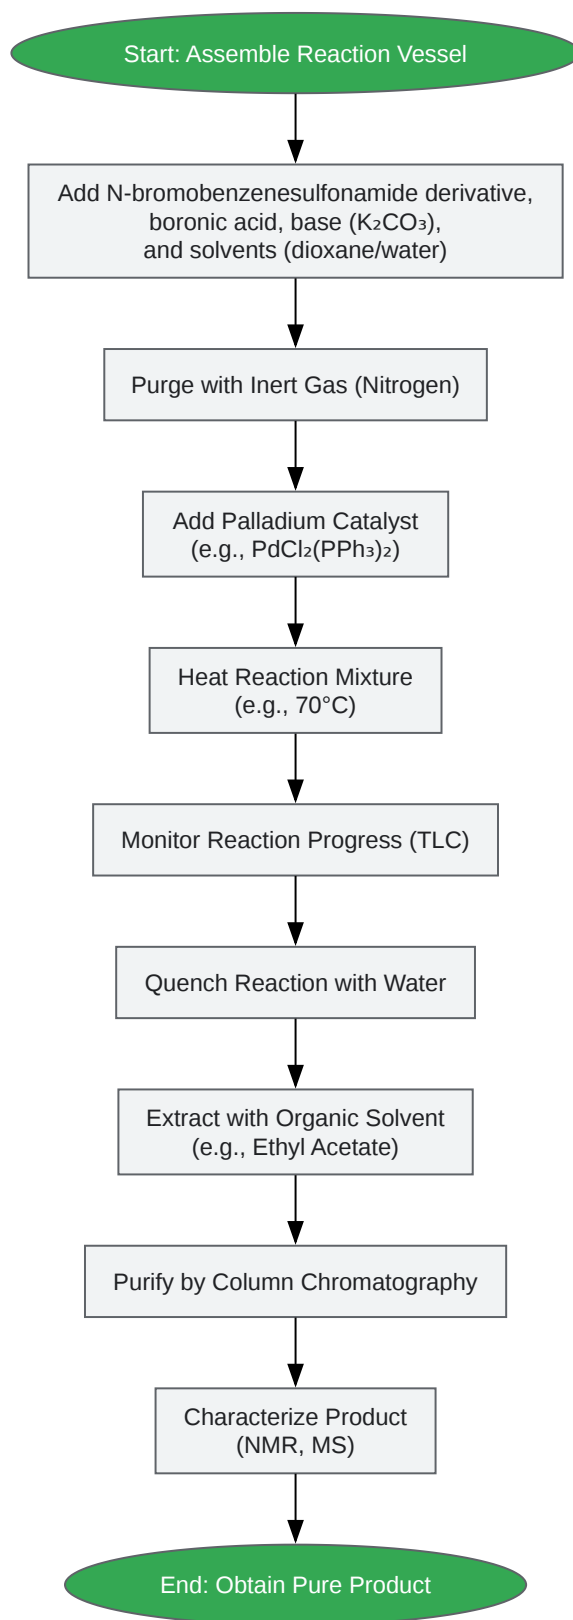 Start: Assemble Reaction Vessel
Add N-bromobenzenesulfonamide derivative,
boronic acid, base (K₂CO₃),
and solvents (dioxane/water)
Purge with Inert Gas (Nitrogen)
Add Palladium Catalyst
(e.g., PdCl₂(PPh₃)₂)
Heat Reaction Mixture
(e.g., 70°C)
Monitor Reaction Progress (TLC)
Quench Reaction with Water
Extract with Organic Solvent
(e.g., Ethyl Acetate)
Purify by Column Chromatography
Characterize Product
(NMR, MS)
End: Obtain Pure Product